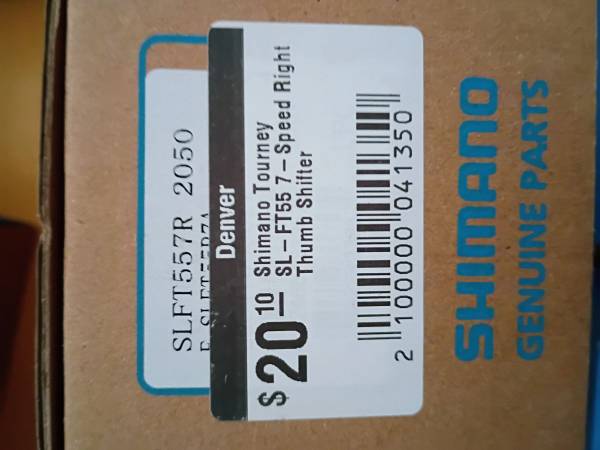 SLFT557R 2050
Denver
$20 10
Shimano Tourney
SL-FT55 7-Speed Right
Thumb Shifter
2 100000 041350
SHIMANO
GENUINE PARTS